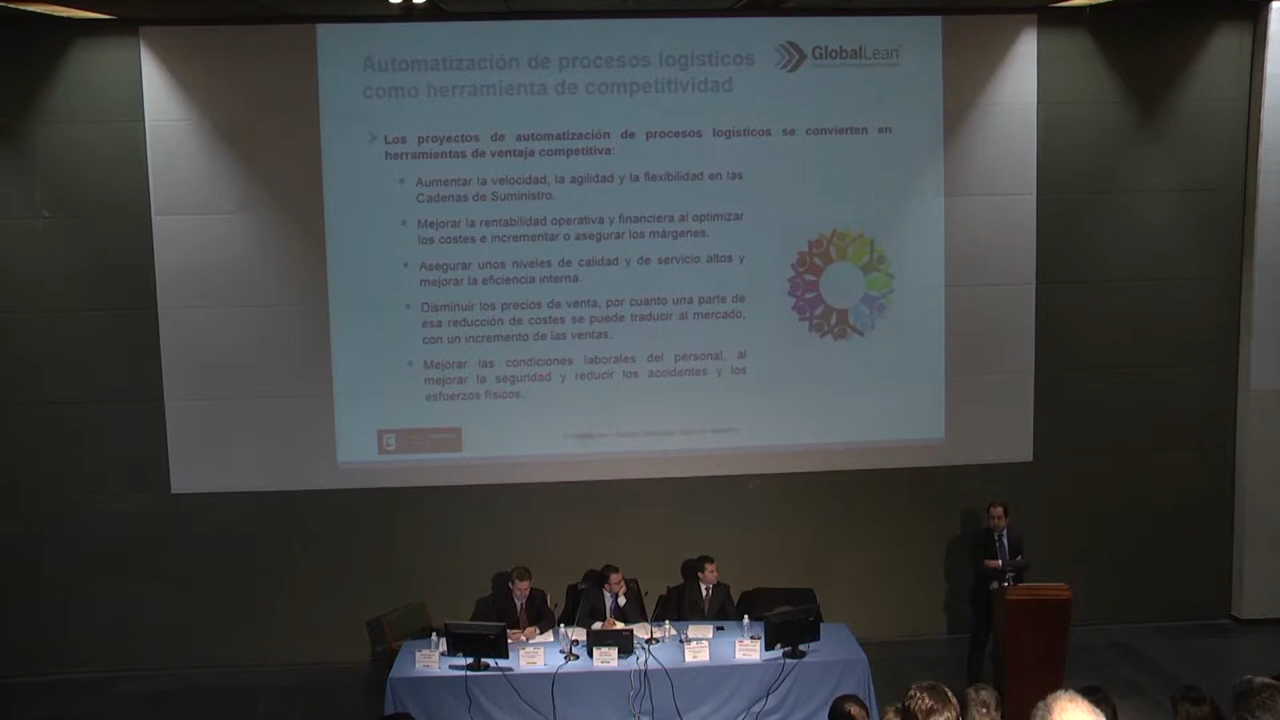 Automatización de procesos logísticos
como herramienta de competitividad
GlobalLean
Los proyectos de automatización de procesos logísticos se convierten en
herramientas de ventaja competitiva:
Aumentar la velocidad, la agilidad y la flexibilidad en las
Cadenas de Suministro.
Mejorar la rentabilidad operativa y financiera al optimizar
los costes e incrementar o asegurar los márgenes.
Asegurar unos niveles de calidad y de servicio altos y
mejorar la eficiencia interna.
Disminuir los precios de venta, por cuanto una parte de
esa reducción de costes se puede traducir al mercado,
con un incremento de las ventas.
Mejorar las condiciones laborales del personal, al
mejorar la seguridad y reducir los accidentes y los
esfuerzos físicos.